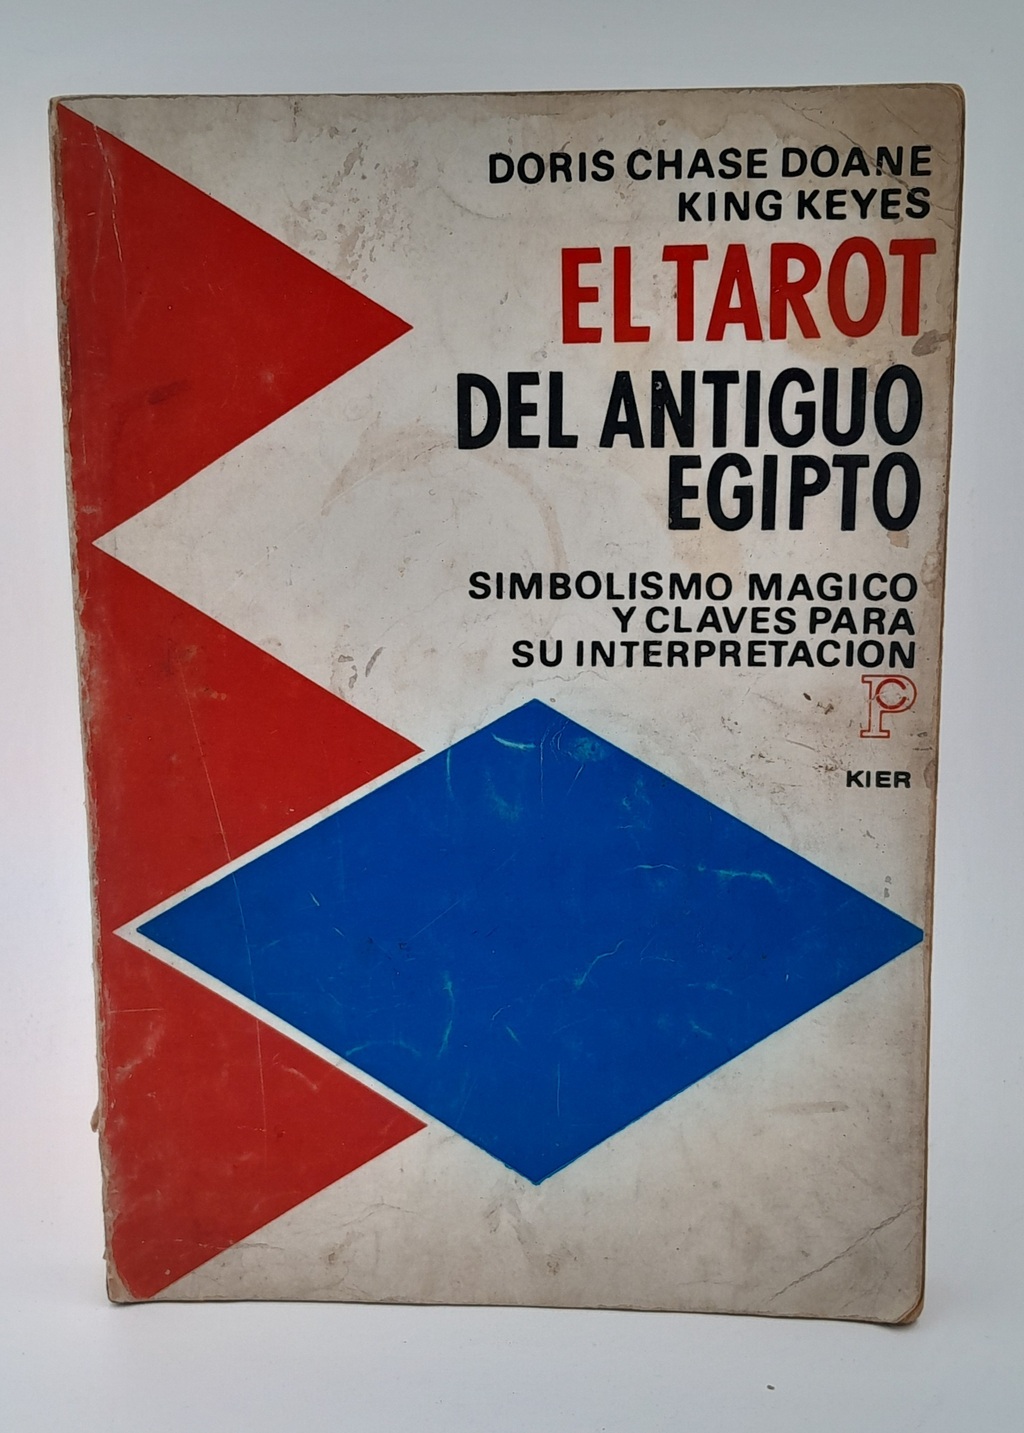 DORIS CHASE DOANE
KING KEYES
EL TAROT
DEL ANTIGUO
EGIPTO
SIMBOLISMO MAGICO
Y CLAVES PARA
SU INTERPRETACION
KIER